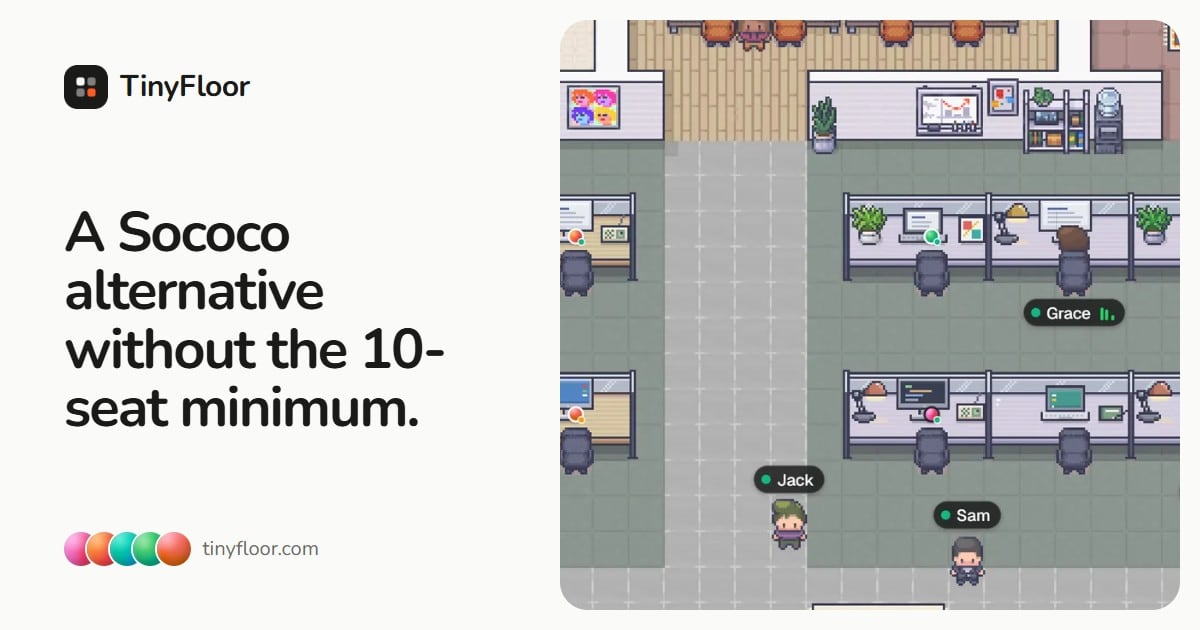 TinyFloor
A Sococo
alternative
without the 10-
seat minimum.
tinyfloor.com
Grace
Jack
Sam